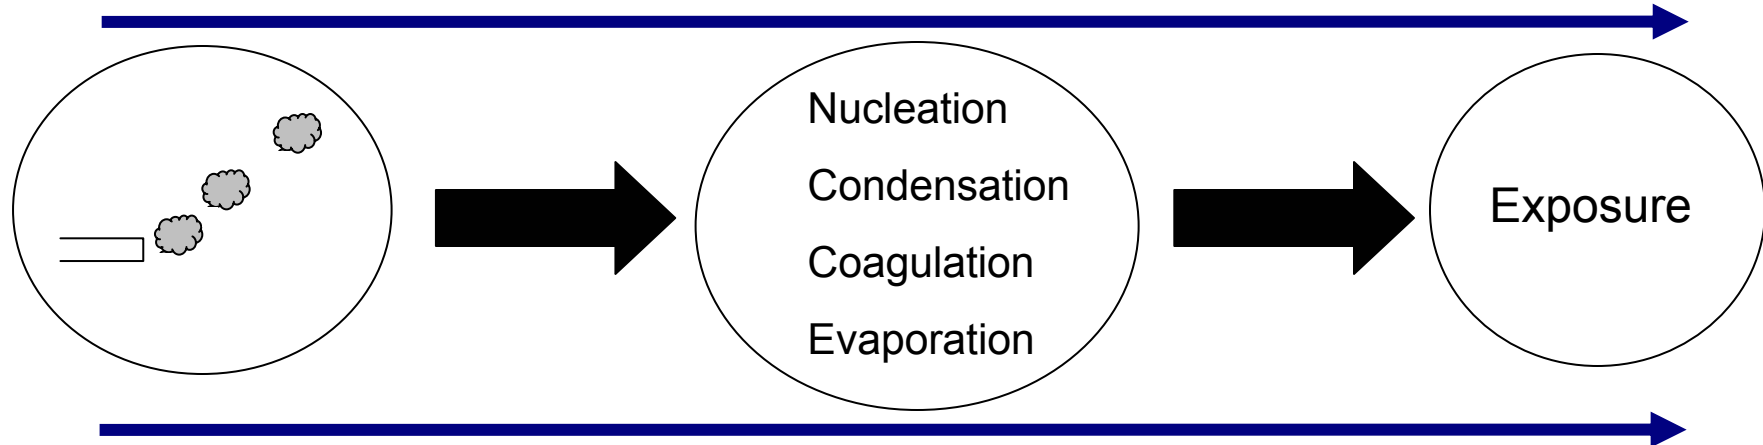 Nucleation
Condensation
Coagulation
Evaporation
Exposure